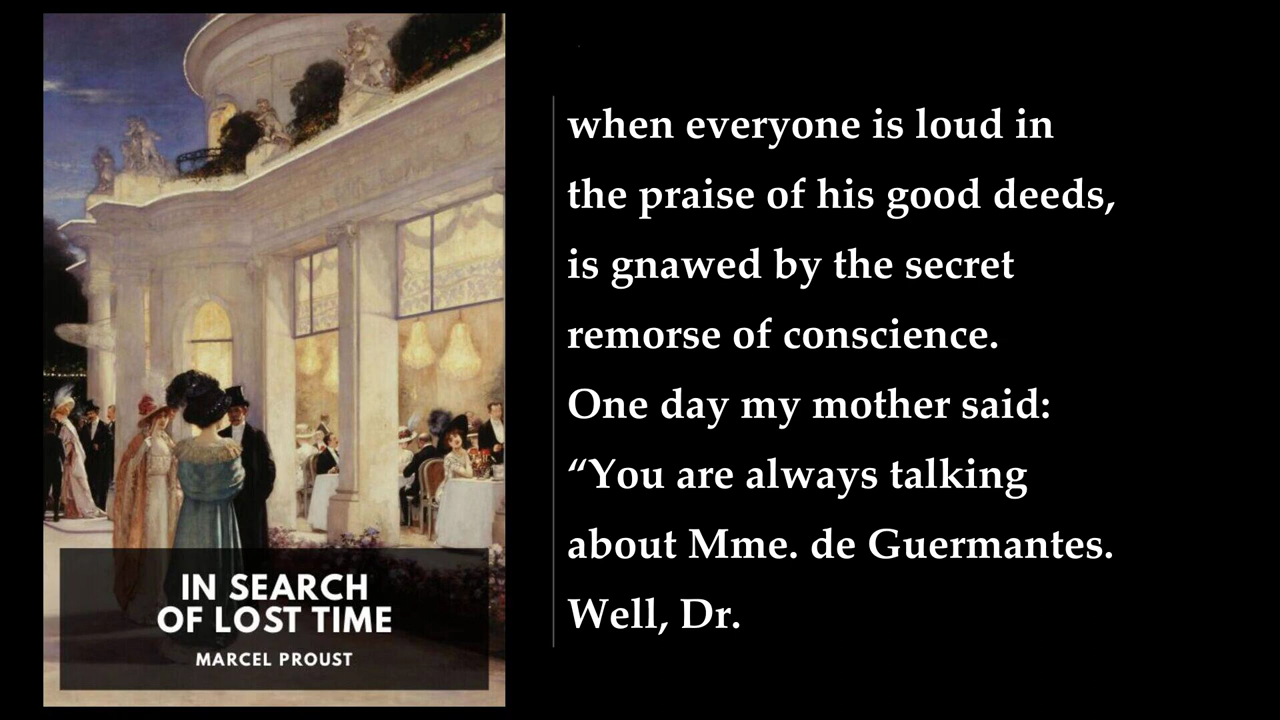 IN SEARCH
OF LOST TIME
MARCEL PROUST
when everyone is loud in
the praise of his good deeds,
is gnawed by the secret
remorse of conscience.
One day my mother said:
“You are always talking
about Mme. de Guermantes.
Well, Dr.